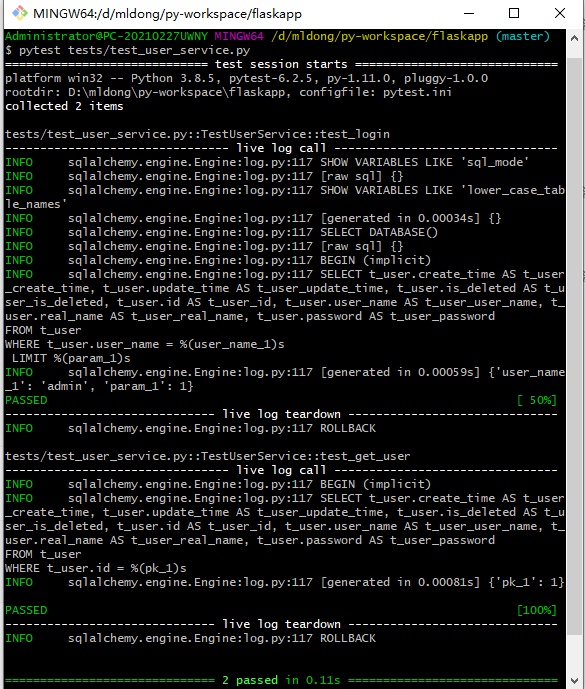 MINGW64:/d/mldong/py-workspace/flaskapp
Administrator@PC-20210227UWNY MINGW64 /d/mldong/py-workspace/flaskapp (master)
$ pytest tests/test_user_service.py
============================= test session starts =============================
platform win32 -- Python 3.8.5, pytest-6.2.5, py-1.11.0, pluggy-1.0.0
rootdir: D:\mldong\py-workspace\flaskapp, configfile: pytest.ini
collected 2 items
tests/test_user_service.py::TestUserService::test_login
------------------------------- live log call --------------------------------
INFO     sqlalchemy.engine.Engine:log.py:117 SHOW VARIABLES LIKE 'sql_mode'
INFO     sqlalchemy.engine.Engine:log.py:117 [raw sql] {}
INFO     sqlalchemy.engine.Engine:log.py:117 SHOW VARIABLES LIKE 'lower_case_tab
le_names'
INFO     sqlalchemy.engine.Engine:log.py:117 [generated in 0.00034s] {}
INFO     sqlalchemy.engine.Engine:log.py:117 SELECT DATABASE()
INFO     sqlalchemy.engine.Engine:log.py:117 [raw sql] {}
INFO     sqlalchemy.engine.Engine:log.py:117 BEGIN (implicit)
INFO     sqlalchemy.engine.Engine:log.py:117 SELECT t_user.create_time AS t_user
_create_time, t_user.update_time AS t_user_update_time, t_user.is_deleted AS t_u
ser_is_deleted, t_user.id AS t_user_id, t_user.user_name AS t_user_user_name, t_
user.real_name AS t_user_real_name, t_user.password AS t_user_password
FROM t_user
WHERE t_user.user_name = %(user_name_1)s
 LIMIT %(param_1)s
INFO     sqlalchemy.engine.Engine:log.py:117 [generated in 0.00059s] {'user_name
_1': 'admin', 'param_1': 1}
PASSED                                                                   [ 50%]
------------------------------ live log teardown ------------------------------
INFO     sqlalchemy.engine.Engine:log.py:117 ROLLBACK
tests/test_user_service.py::TestUserService::test_get_user
------------------------------- live log call --------------------------------
INFO     sqlalchemy.engine.Engine:log.py:117 BEGIN (implicit)
INFO     sqlalchemy.engine.Engine:log.py:117 SELECT t_user.create_time AS t_user
_create_time, t_user.update_time AS t_user_update_time, t_user.is_deleted AS t_u
ser_is_deleted, t_user.id AS t_user_id, t_user.user_name AS t_user_user_name, t_
user.real_name AS t_user_real_name, t_user.password AS t_user_password
FROM t_user
WHERE t_user.id = %(pk_1)s
INFO     sqlalchemy.engine.Engine:log.py:117 [generated in 0.00081s] {'pk_1': 1}
PASSED                                                                   [100%]
------------------------------ live log teardown ------------------------------
INFO     sqlalchemy.engine.Engine:log.py:117 ROLLBACK
============================== 2 passed in 0.11s ==============================